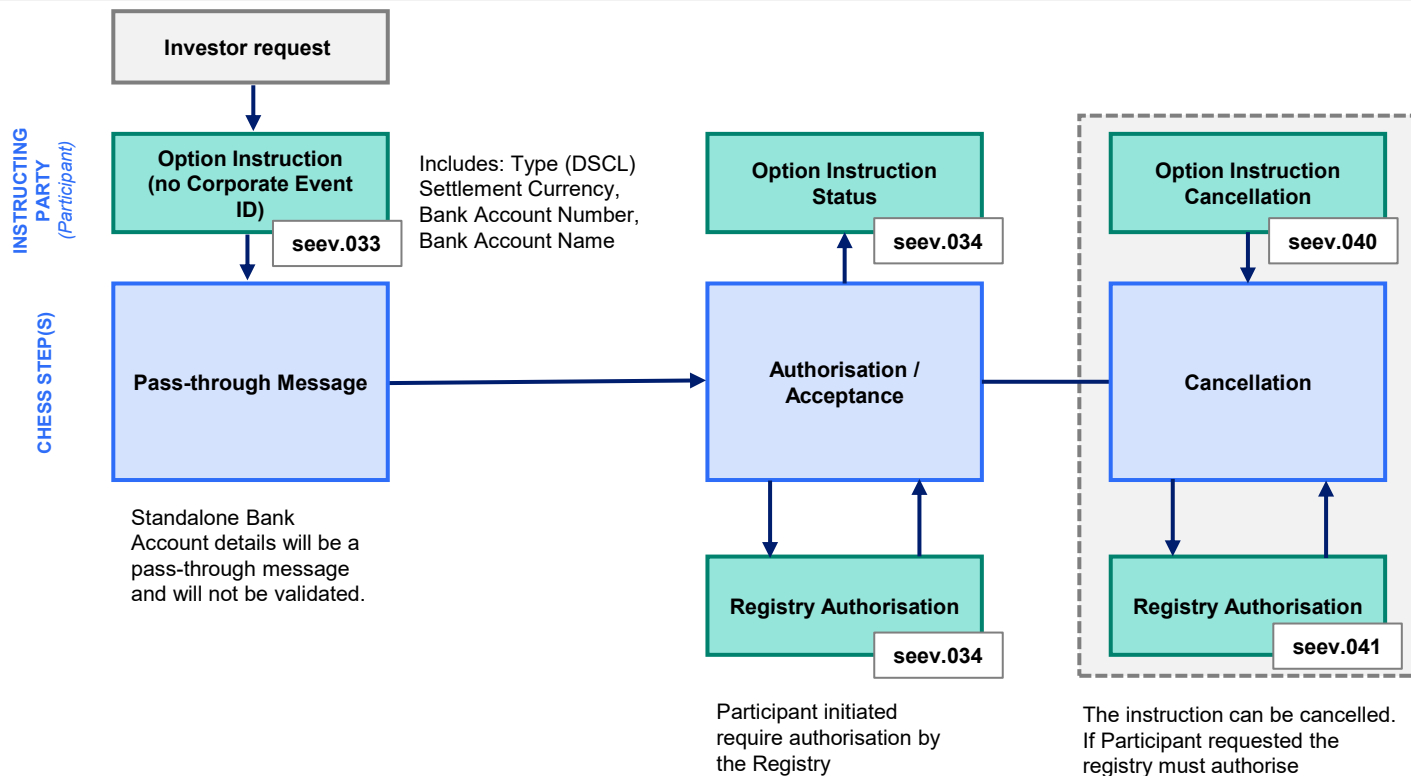 Investor request
INSTRUCTING
PARTY
(Participant)
Option Instruction
(no Corporate Event
ID)
seev.033
Includes: Type (DSCL)
Settlement Currency,
Bank Account Number,
Bank Account Name
Option Instruction
Status
seev.034
Option Instruction
Cancellation
seev.040
CHESS STEP(S)
Pass-through Message
Authorisation /
Acceptance
Cancellation
Standalone Bank
Account details will be a
pass-through message
and will not be validated.
Registry Authorisation
seev.034
Registry Authorisation
seev.041
Participant initiated
require authorisation by
the Registry
The instruction can be cancelled.
If Participant requested the
registry must authorise